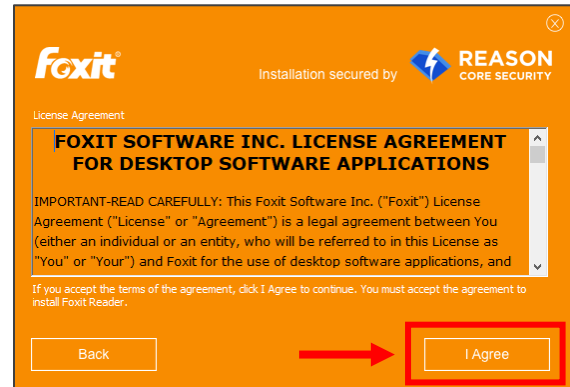 Foxit®
Installation secured by
REASON
CORE SECURITY
License Agreement
FOXIT SOFTWARE INC. LICENSE AGREEMENT
FOR DESKTOP SOFTWARE APPLICATIONS
IMPORTANT-READ CAREFULLY: This Foxit Software Inc. ("Foxit") License
Agreement ("License" or "Agreement") is a legal agreement between You
(either an individual or an entity, who will be referred to in this License as
"You" or "Your") and Foxit for the use of desktop software applications, and
If you accept the terms of the agreement, click I Agree to continue. You must accept the agreement to
install Foxit Reader.
Back
I Agree